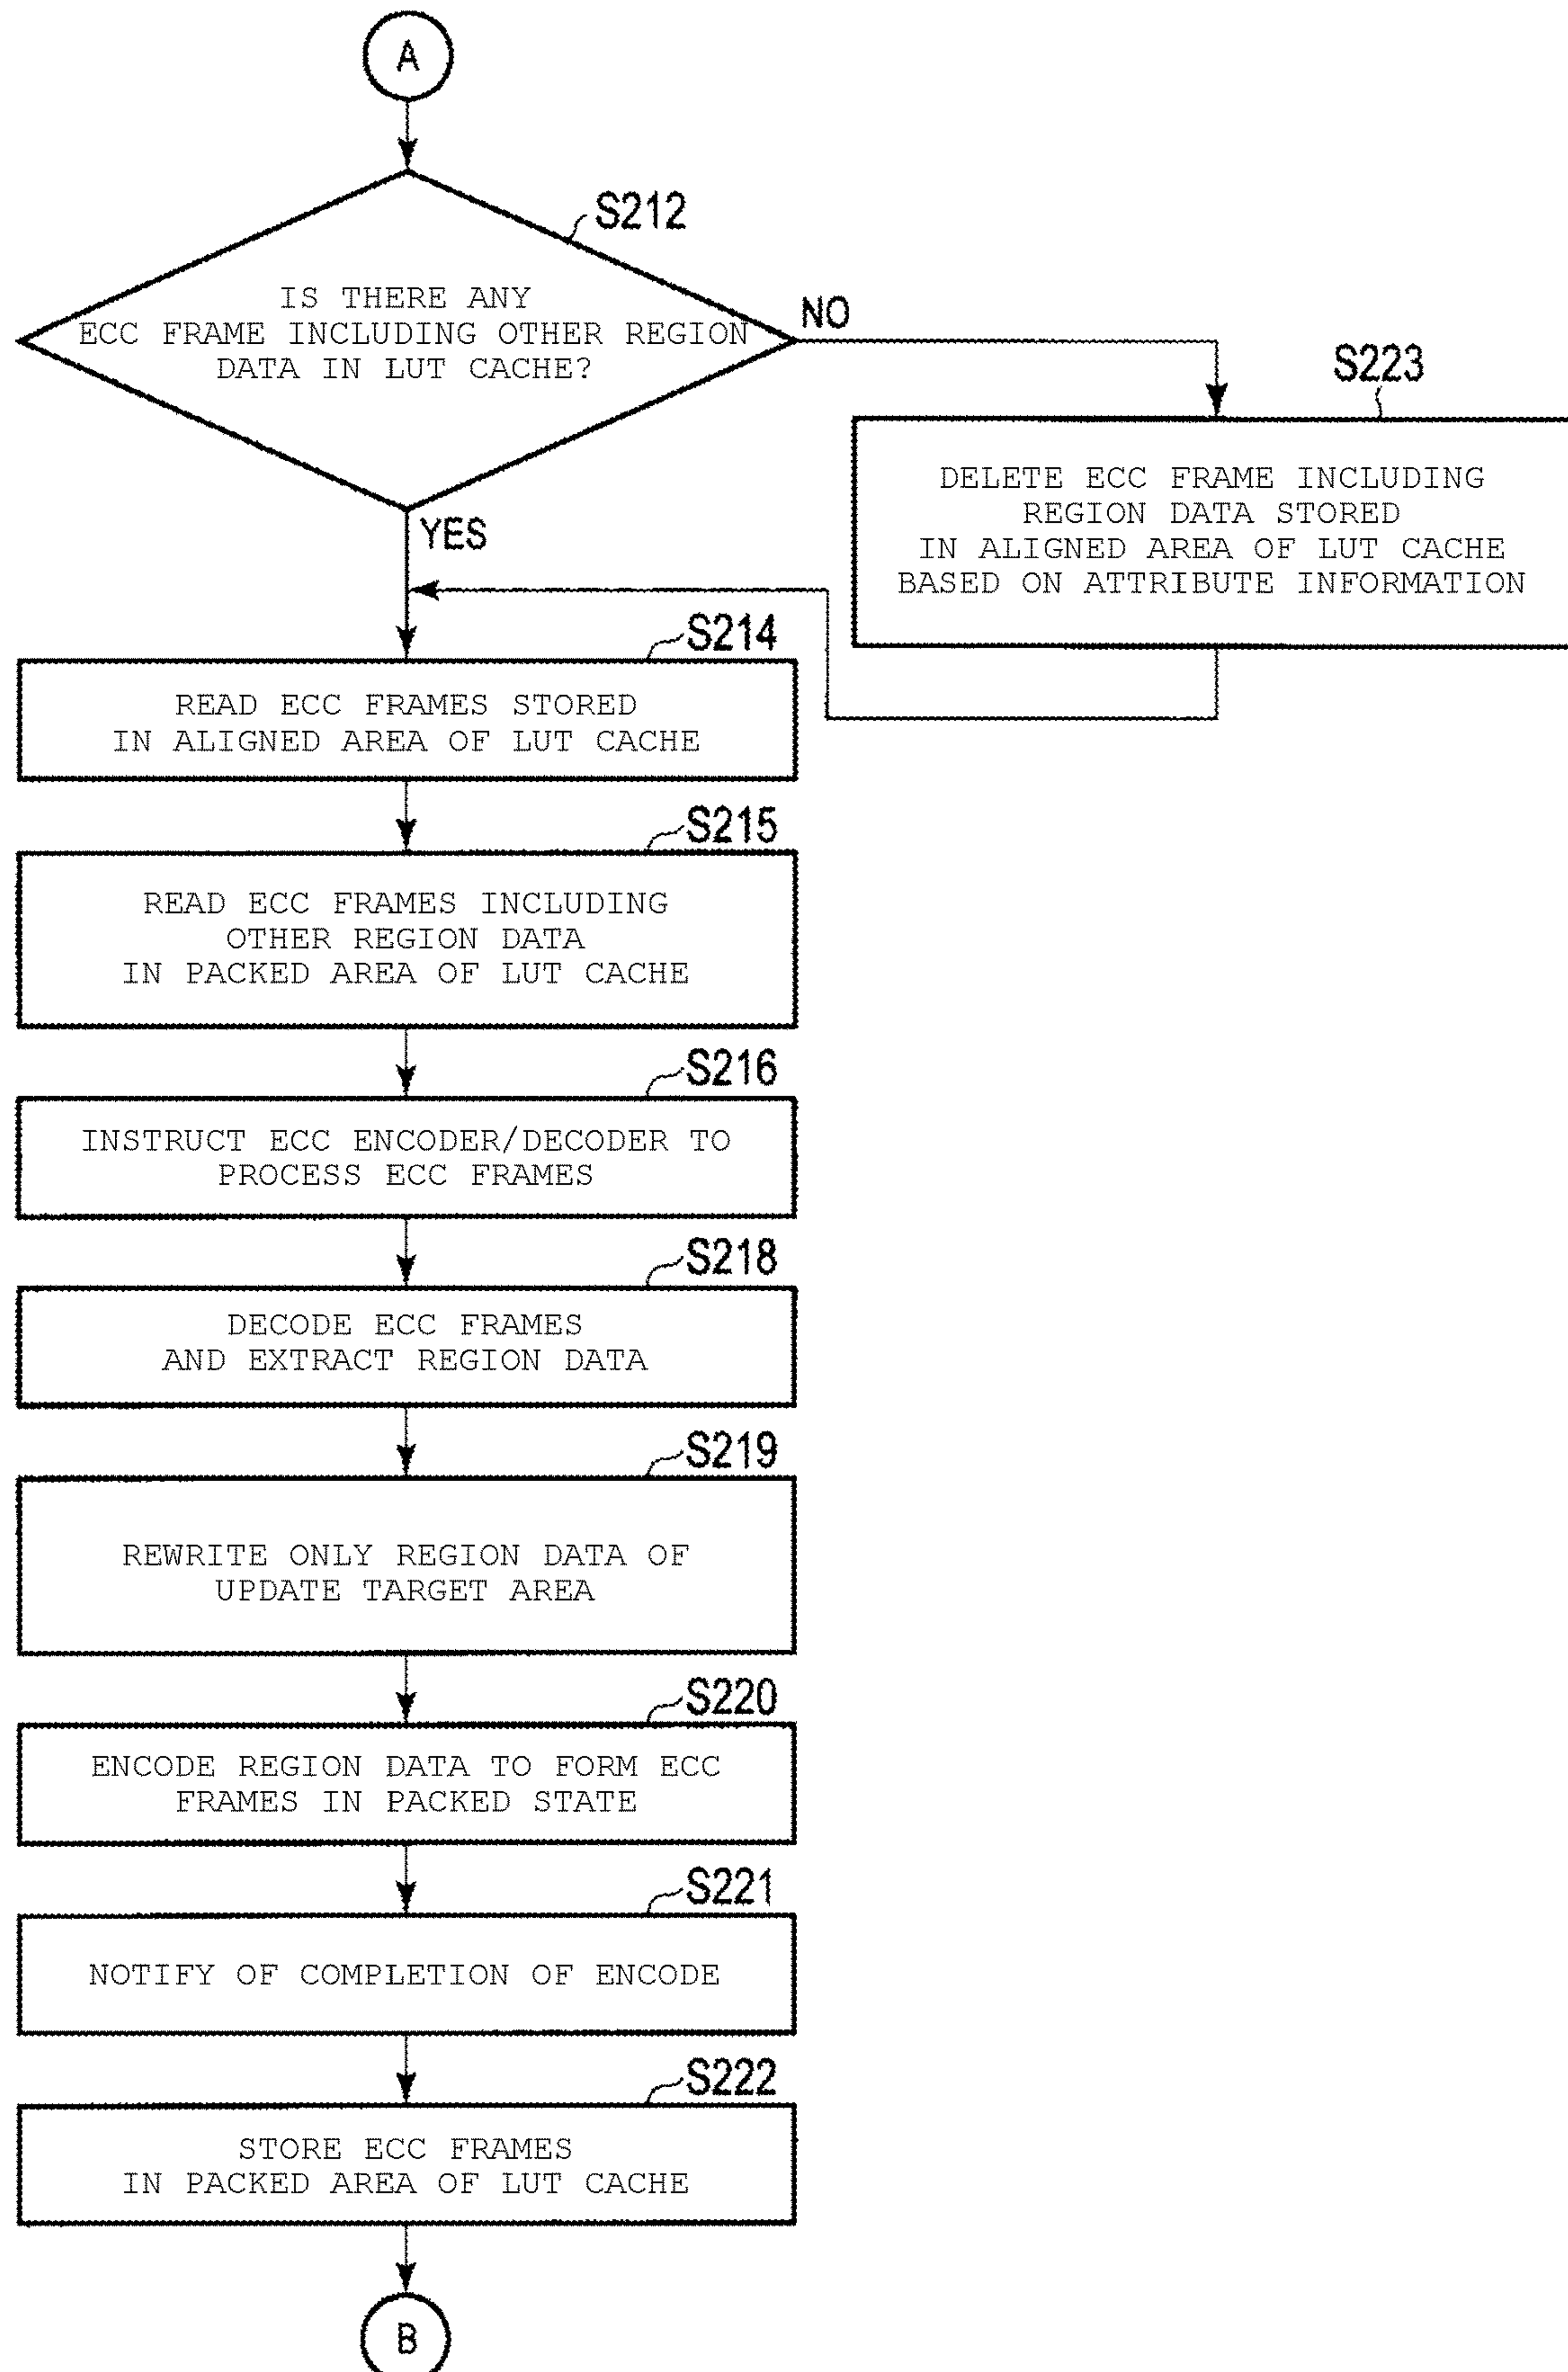 A
S212
IS THERE ANY
ECC FRAME INCLUDING OTHER REGION
DATA IN LUT CACHE?
NO
S223
DELETE ECC FRAME INCLUDING
REGION DATA STORED
IN ALIGNED AREA OF LUT CACHE
BASED ON ATTRIBUTE INFORMATION
YES
S214
READ ECC FRAMES STORED
IN ALIGNED AREA OF LUT CACHE
S215
READ ECC FRAMES INCLUDING
OTHER REGION DATA
IN PACKED AREA OF LUT CACHE
S216
INSTRUCT ECC ENCODER/DECODER TO
PROCESS ECC FRAMES
S218
DECODE ECC FRAMES
AND EXTRACT REGION DATA
S219
REWRITE ONLY REGION DATA OF
UPDATE TARGET AREA
S220
ENCODE REGION DATA TO FORM ECC
FRAMES IN PACKED STATE
S221
NOTIFY OF COMPLETION OF ENCODE
S222
STORE ECC FRAMES
IN PACKED AREA OF LUT CACHE
B